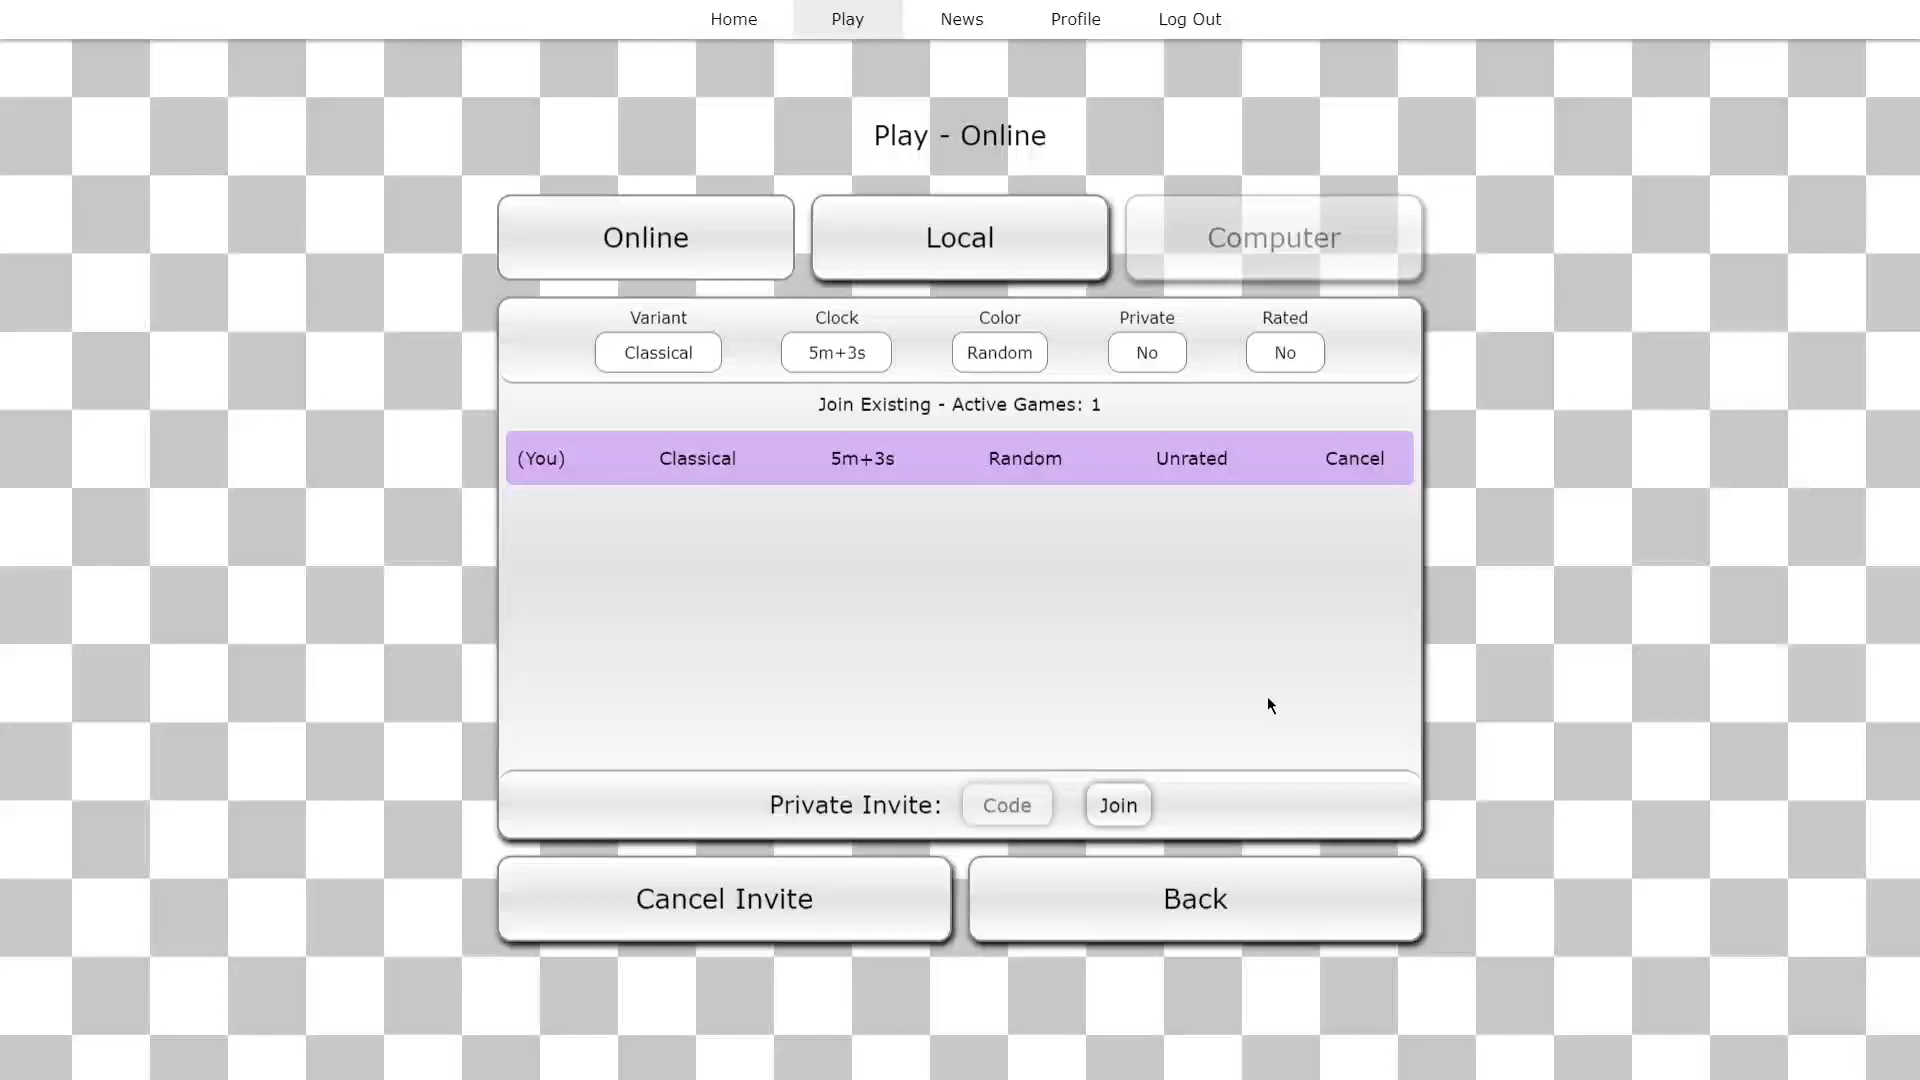 Home Play News Profile Log Out
Play - Online
Online Local Computer
Variant Clock Color Private Rated
Classical 5m+3s Random No No
Join Existing - Active Games: 1
(You) Classical 5m+3s Random Unrated Cancel
Private Invite: Code Join
Cancel Invite Back